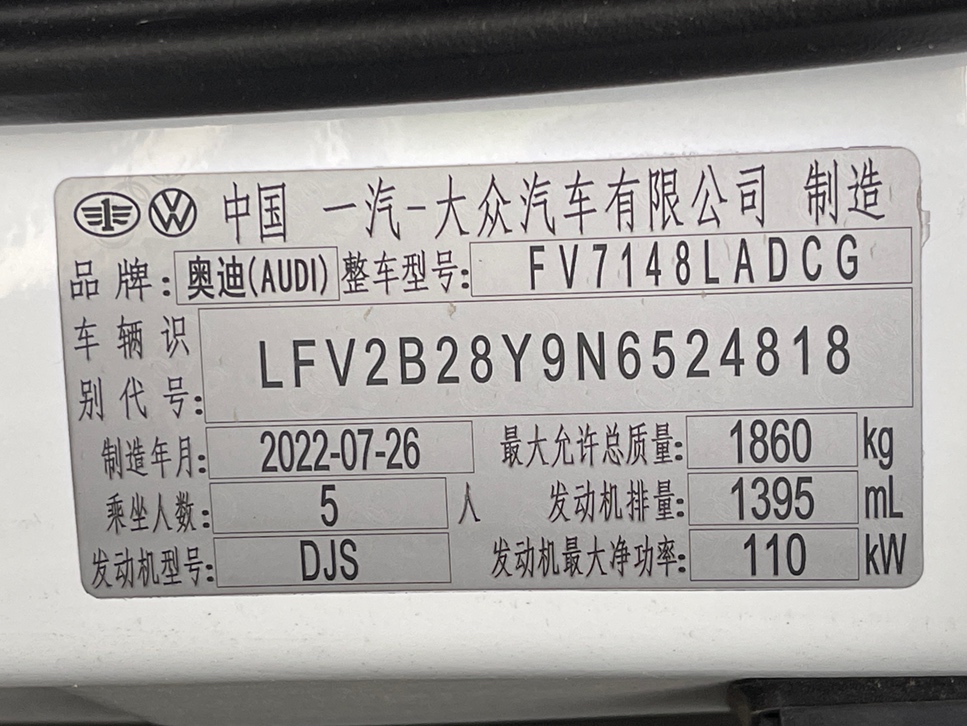 中国 一汽-大众汽车有限公司 制造
品牌: 奥迪(AUDI) 整车型号: FV7148LADCG
车辆识别代号: LFV2B28Y9N6524818
制造年月: 2022-07-26 最大允许总质量: 1860 kg
乘坐人数: 5 人 发动机排量: 1395 mL
发动机型号: DJS 发动机最大净功率: 110 kW